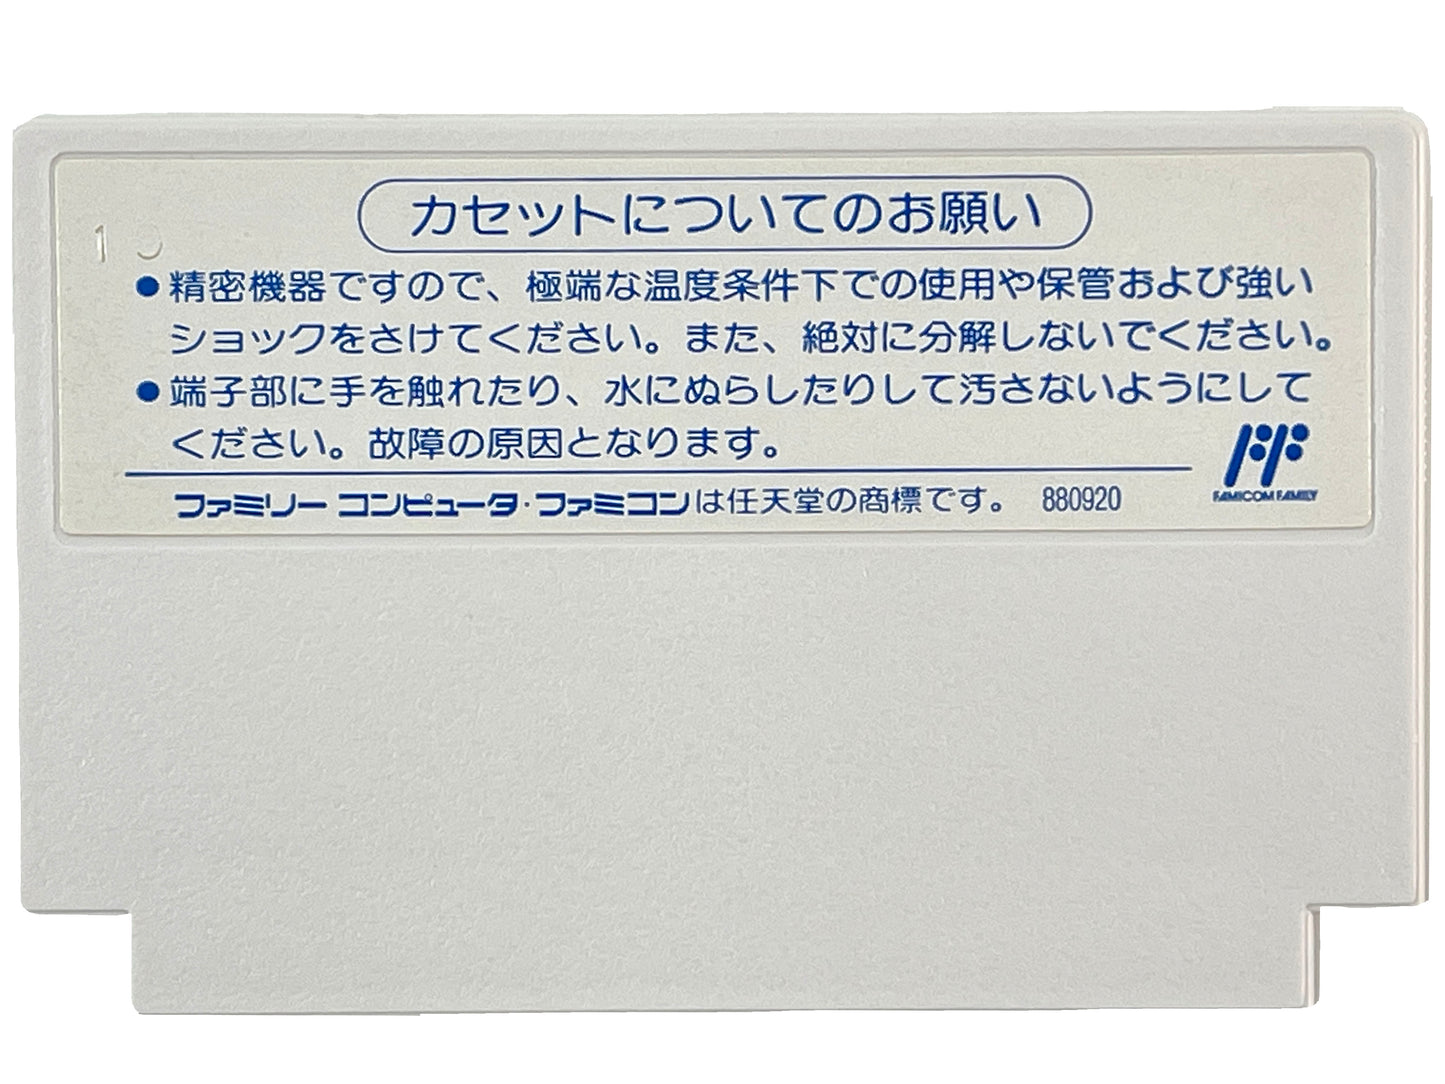 カセットについてのお願い
●精密機器ですので、極端な温度条件下での使用や保管および強い
ショックをさけてください。また、絶対に分解しないでください。
●端子部に手を触れたり、水にぬらしたりして汚さないようにして
ください。故障の原因となります。
FAMICOM FAMILY
ファミリー コンピュータ・ファミコンは任天堂の商標です。 880920